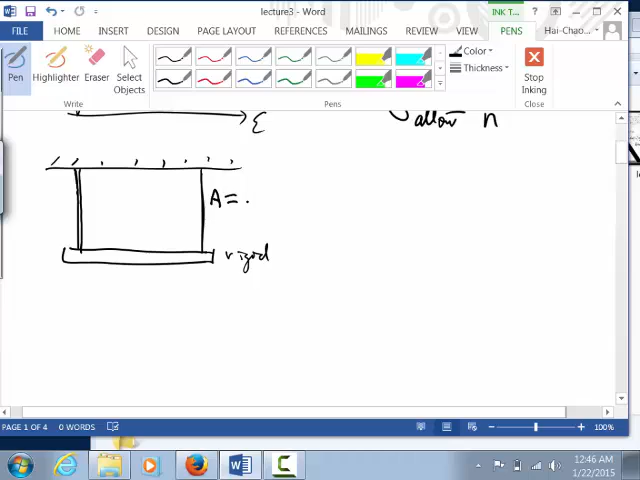 lecture3 - Word
INK T...
FILE HOME INSERT DESIGN PAGE LAYOUT REFERENCES MAILINGS REVIEW VIEW PENS Hai-Chao...
Pen Highlighter Eraser Select Objects Color Thickness Stop Inking
Write Pens Close
ε allow n
A = .
rigid
PAGE 1 OF 4 0 WORDS 100%
12:46 AM
1/22/2015